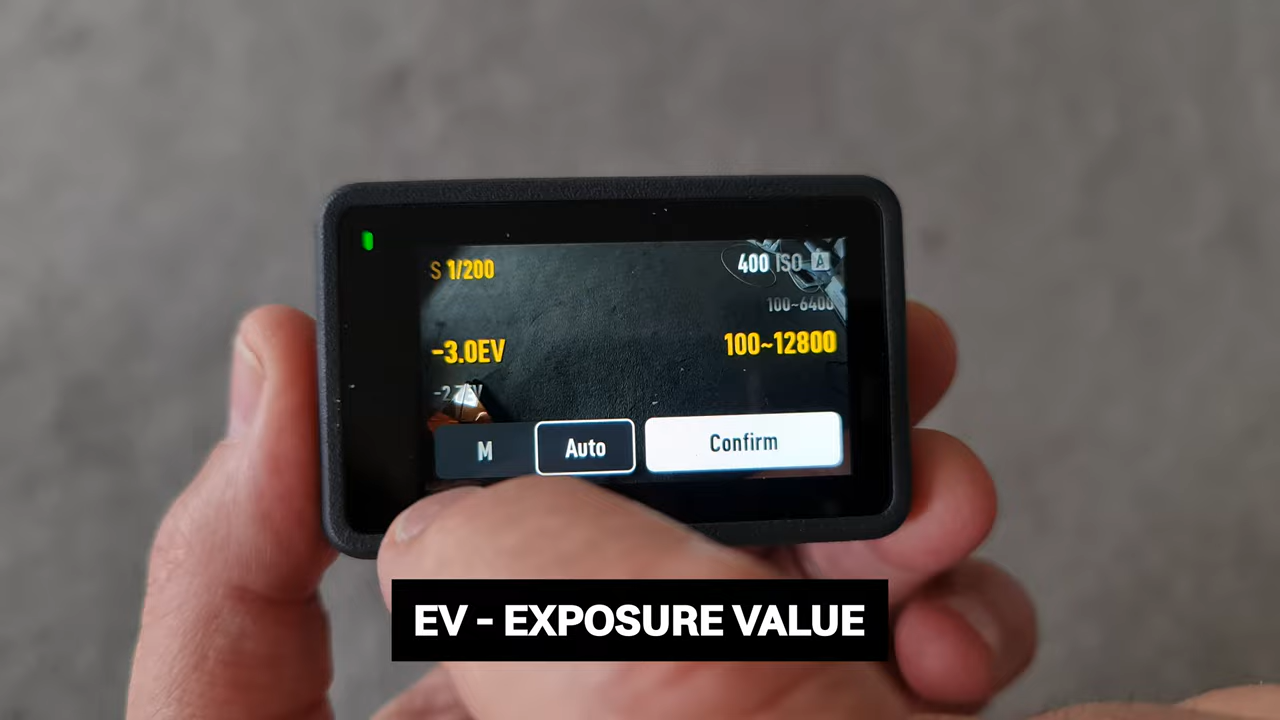 S 1/200
400 ISO A
100~6400
-3.0EV
100~12800
M
Auto
Confirm
EV - EXPOSURE VALUE